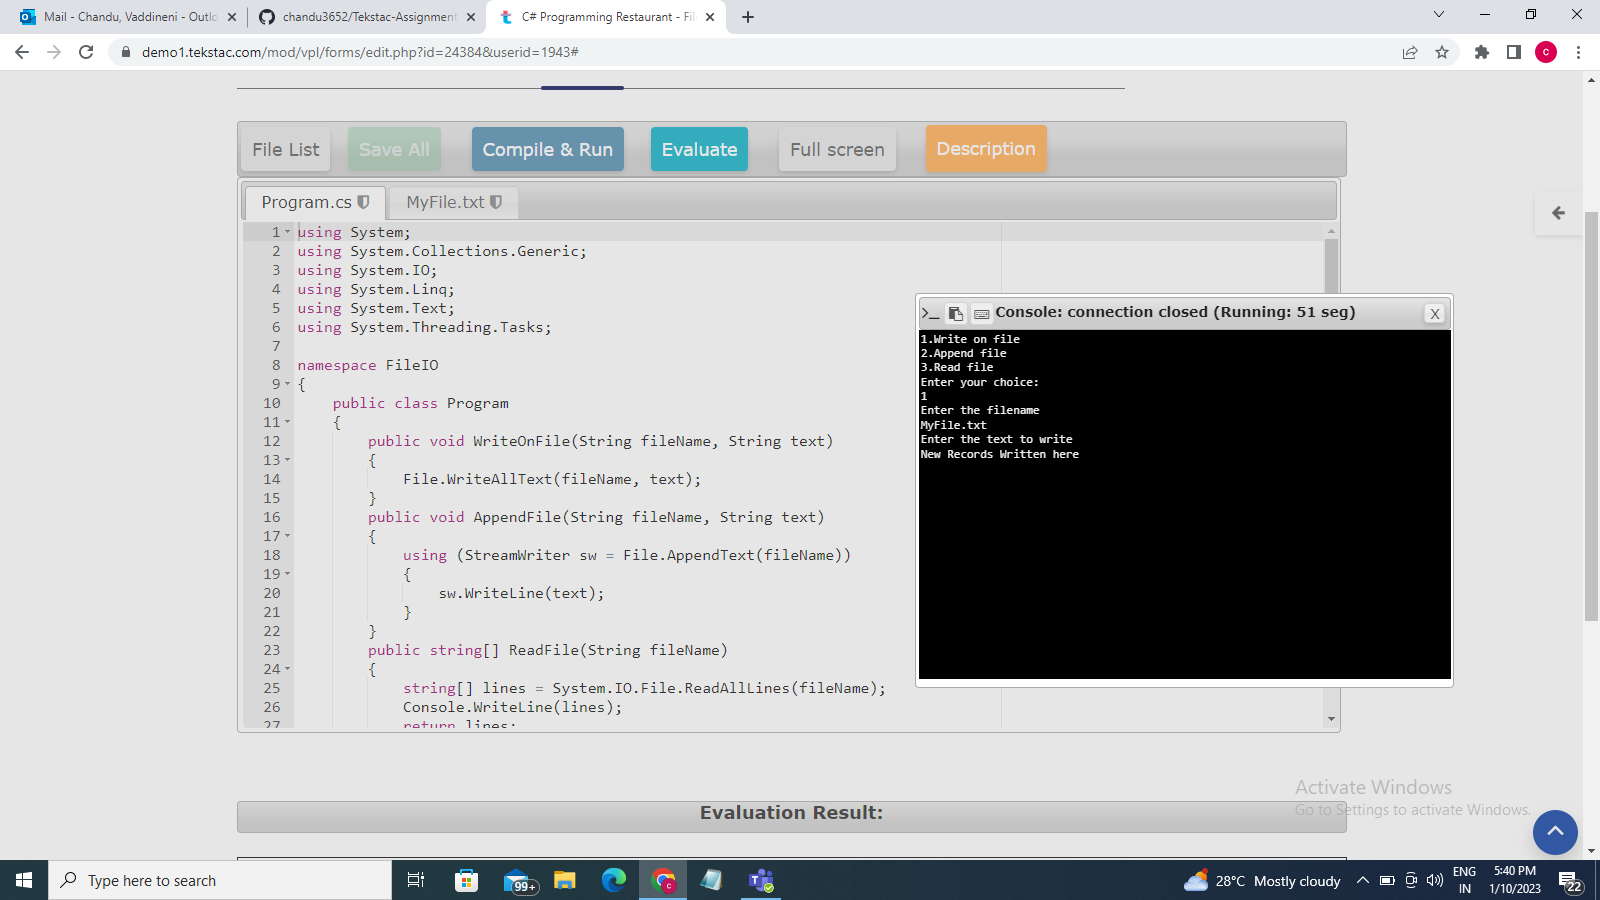 Mail - Chandu, Vaddineni - Outlo
chandu3652/Tekstac-Assignment
C# Programming Restaurant - Fil
demo1.tekstac.com/mod/vpl/forms/edit.php?id=24384&userid=1943#
c
File List
Save All
Compile & Run
Evaluate
Full screen
Description
Program.cs
MyFile.txt
1 using System;
2 using System.Collections.Generic;
3 using System.IO;
4 using System.Linq;
5 using System.Text;
6 using System.Threading.Tasks;
7
8 namespace FileIO
9 {
10 public class Program
11 {
12 public void WriteOnFile(String fileName, String text)
13 {
14 File.WriteAllText(fileName, text);
15 }
16 public void AppendFile(String fileName, String text)
17 {
18 using (StreamWriter sw = File.AppendText(fileName))
19 {
20 sw.WriteLine(text);
21 }
22 }
23 public string[] ReadFile(String fileName)
24 {
25 string[] lines = System.IO.File.ReadAllLines(fileName);
26 Console.WriteLine(lines);
27 return lines;
>_ Console: connection closed (Running: 51 seg) X
1.Write on file
2.Append file
3.Read file
Enter your choice:
1
Enter the filename
MyFile.txt
Enter the text to write
New Records Written here
Evaluation Result:
Activate Windows
Go to Settings to activate Windows.
Type here to search
99+
28°C Mostly cloudy
ENG
IN
5:40 PM
1/10/2023
22